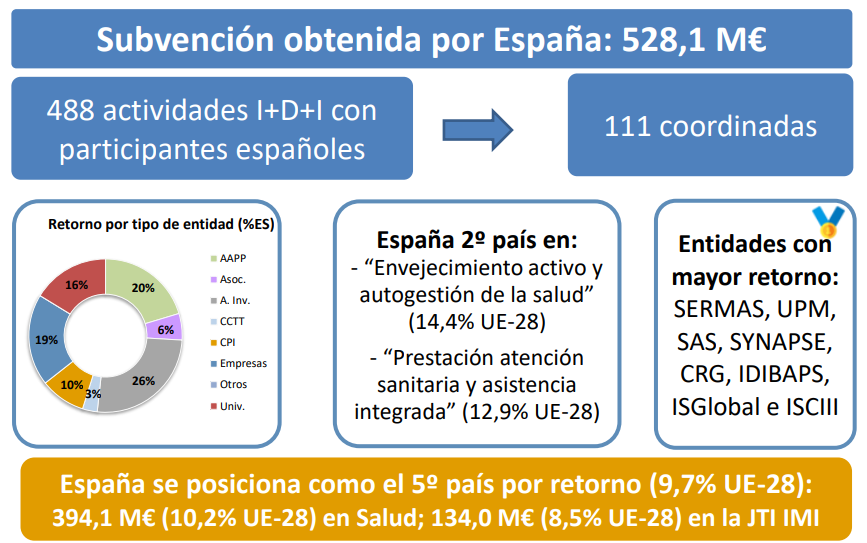 Subvención obtenida por España: 528,1 M€
488 actividades I+D+I con
participantes españoles
111 coordinadas
Retorno por tipo de entidad (%ES)
AAPP
Asoc.
A. Inv.
CCTT
CPI
Empresas
Otros
Univ.
20%
6%
26%
3%
10%
19%
16%
España 2º país en:
- “Envejecimiento activo y
autogestión de la salud”
(14,4% UE-28)
- “Prestación atención
sanitaria y asistencia
integrada” (12,9% UE-28)
Entidades con
mayor retorno:
SERMAS, UPM,
SAS, SYNAPSE,
CRG, IDIBAPS,
ISGlobal e ISCIII
España se posiciona como el 5º país por retorno (9,7% UE-28):
394,1 M€ (10,2% UE-28) en Salud; 134,0 M€ (8,5% UE-28) en la JTI IMI